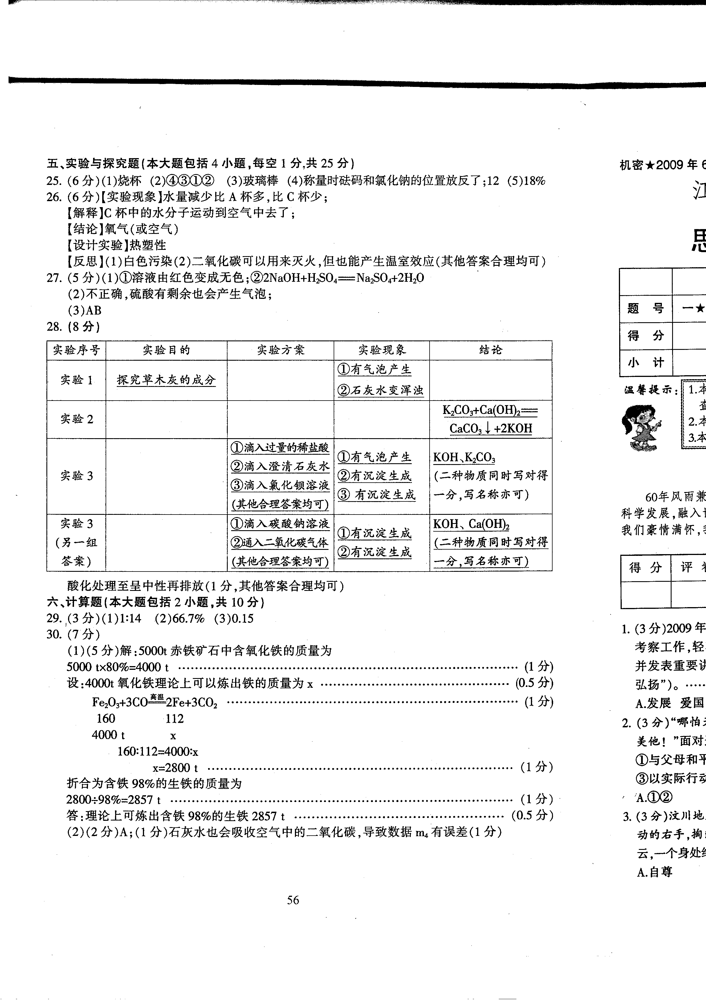 五、实验与探究题(本大题包括 4 小题,每空 1 分,共 25 分)
25. (6 分)(1)烧杯 (2)④③①② (3)玻璃棒 (4)称量时砝码和氯化钠的位置放反了;12 (5)18%
26. (6 分)【实验现象】水量减少比 A 杯多,比 C 杯少;
【解释】C 杯中的水分子运动到空气中去了;
【结论】氧气(或空气)
【设计实验】热塑性
【反思】(1)白色污染(2)二氧化碳可以用来灭火,但也能产生温室效应(其他答案合理均可)
27. (5 分)(1)①溶液由红色变成无色;②2NaOH+H₂SO₄══Na₂SO₄+2H₂O
(2)不正确,硫酸有剩余也会产生气泡;
(3)AB
28. (8 分)
实验序号 实验目的 实验方案 实验现象 结论
实验 1 探究草木灰的成分 ①有气泡产生
②石灰水变浑浊
实验 2 K₂CO₃+Ca(OH)₂══
CaCO₃↓+2KOH
实验 3
①滴入过量的稀盐酸
②滴入澄清石灰水
③滴入氯化钡溶液
(其他合理答案均可)
①有气泡产生
②有沉淀生成
③ 有沉淀生成
KOH、K₂CO₃
(二种物质同时写对得
一分,写名称亦可)
实验 3
(另一组
答案)
①滴入碳酸钠溶液
②通入二氧化碳气体
(其他合理答案均可)
①有沉淀生成
②有沉淀生成
KOH、Ca(OH)₂
(二种物质同时写对得
一分,写名称亦可)
酸化处理至呈中性再排放(1 分,其他答案合理均可)
六、计算题(本大题包括 2 小题,共 10 分)
29. (3 分)(1)1:14 (2)66.7% (3)0.15
30. (7 分)
(1)(5 分)解:5000t 赤铁矿石中含氧化铁的质量为
5000 t×80%=4000 t ………… (1 分)
设:4000t 氧化铁理论上可以炼出铁的质量为 x ………… (0.5 分)
Fe₂O₃+3CO══高温2Fe+3CO₂ ………… (1 分)
160 112
4000 t x
160:112=4000:x
x=2800 t ………… (1 分)
折合为含铁 98%的生铁的质量为
2800÷98%=2857 t ………… (1 分)
答:理论上可炼出含铁 98%的生铁 2857 t ………… (0.5 分)
(2)(2 分)A;(1 分)石灰水也会吸收空气中的二氧化碳,导致数据 m₄ 有误差(1 分)
56
机密★2009 年 6
江
思
题 号 一★
得 分
小 计
温馨提示:
1.本
查
2.本
3.本
60年风雨兼
科学发展,融入
我们豪情满怀,
得 分 评
1. (3 分)2009 年
考察工作,轻
并发表重要讲
弘扬”)。……
A.发展 爱国
2. (3 分)“哪怕
美他!”面对
①与父母和平
③以实际行动
A.①②
3. (3 分)汶川地
动的右手,掏
云,一个身处
A.自尊